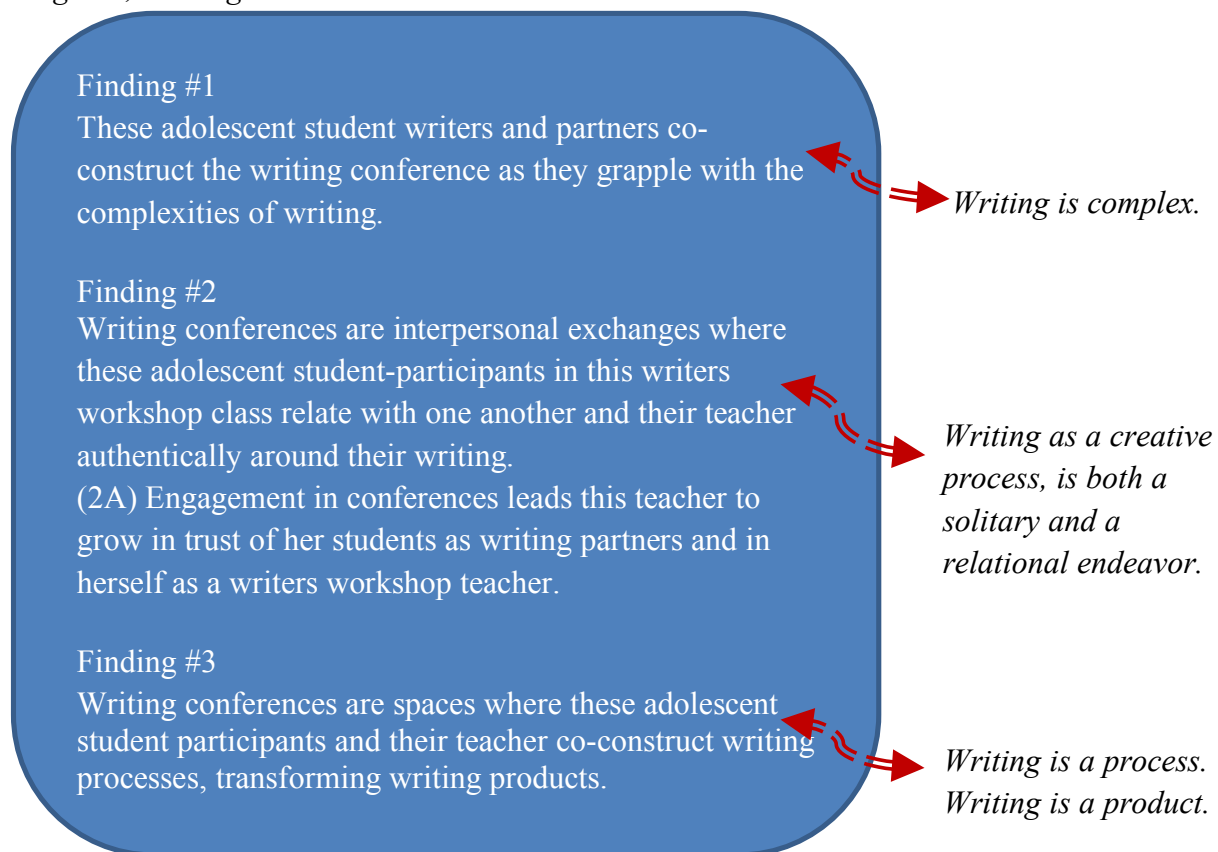 Finding #1
These adolescent student writers and partners co-
construct the writing conference as they grapple with the
complexities of writing.
Writing is complex.
Finding #2
Writing conferences are interpersonal exchanges where
these adolescent student-participants in this writers
workshop class relate with one another and their teacher
authentically around their writing.
(2A) Engagement in conferences leads this teacher to
grow in trust of her students as writing partners and in
herself as a writers workshop teacher.
Writing as a creative
process, is both a
solitary and a
relational endeavor.
Finding #3
Writing conferences are spaces where these adolescent
student participants and their teacher co-construct writing
processes, transforming writing products.
Writing is a process.
Writing is a product.